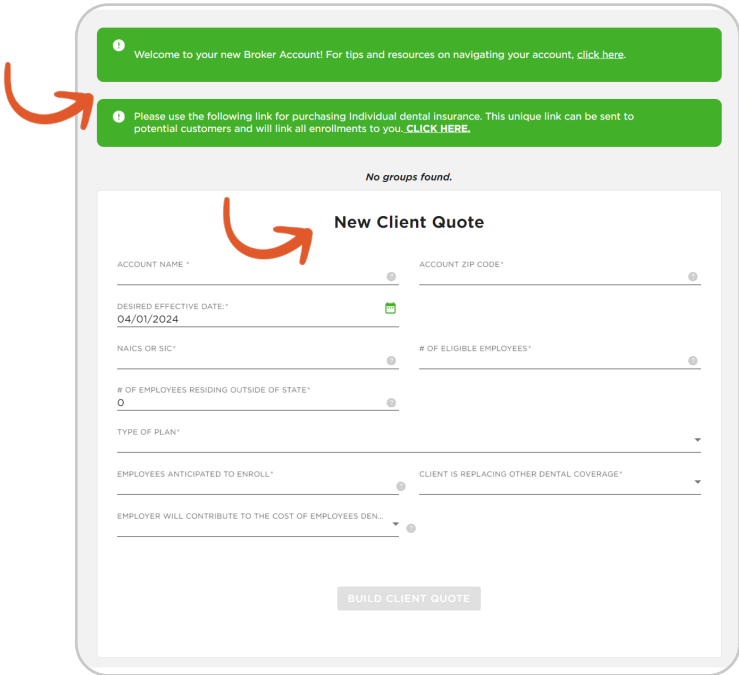 Welcome to your new Broker Account! For tips and resources on navigating your account, click here.
Please use the following link for purchasing Individual dental insurance. This unique link can be sent to
potential customers and will link all enrollments to you. CLICK HERE.
No groups found.
New Client Quote
ACCOUNT NAME *
ACCOUNT ZIP CODE*
DESIRED EFFECTIVE DATE:*
04/01/2024
NAICS OR SIC*
# OF ELIGIBLE EMPLOYEES*
# OF EMPLOYEES RESIDING OUTSIDE OF STATE*
0
TYPE OF PLAN*
EMPLOYEES ANTICIPATED TO ENROLL*
CLIENT IS REPLACING OTHER DENTAL COVERAGE*
EMPLOYER WILL CONTRIBUTE TO THE COST OF EMPLOYEES DEN...
BUILD CLIENT QUOTE